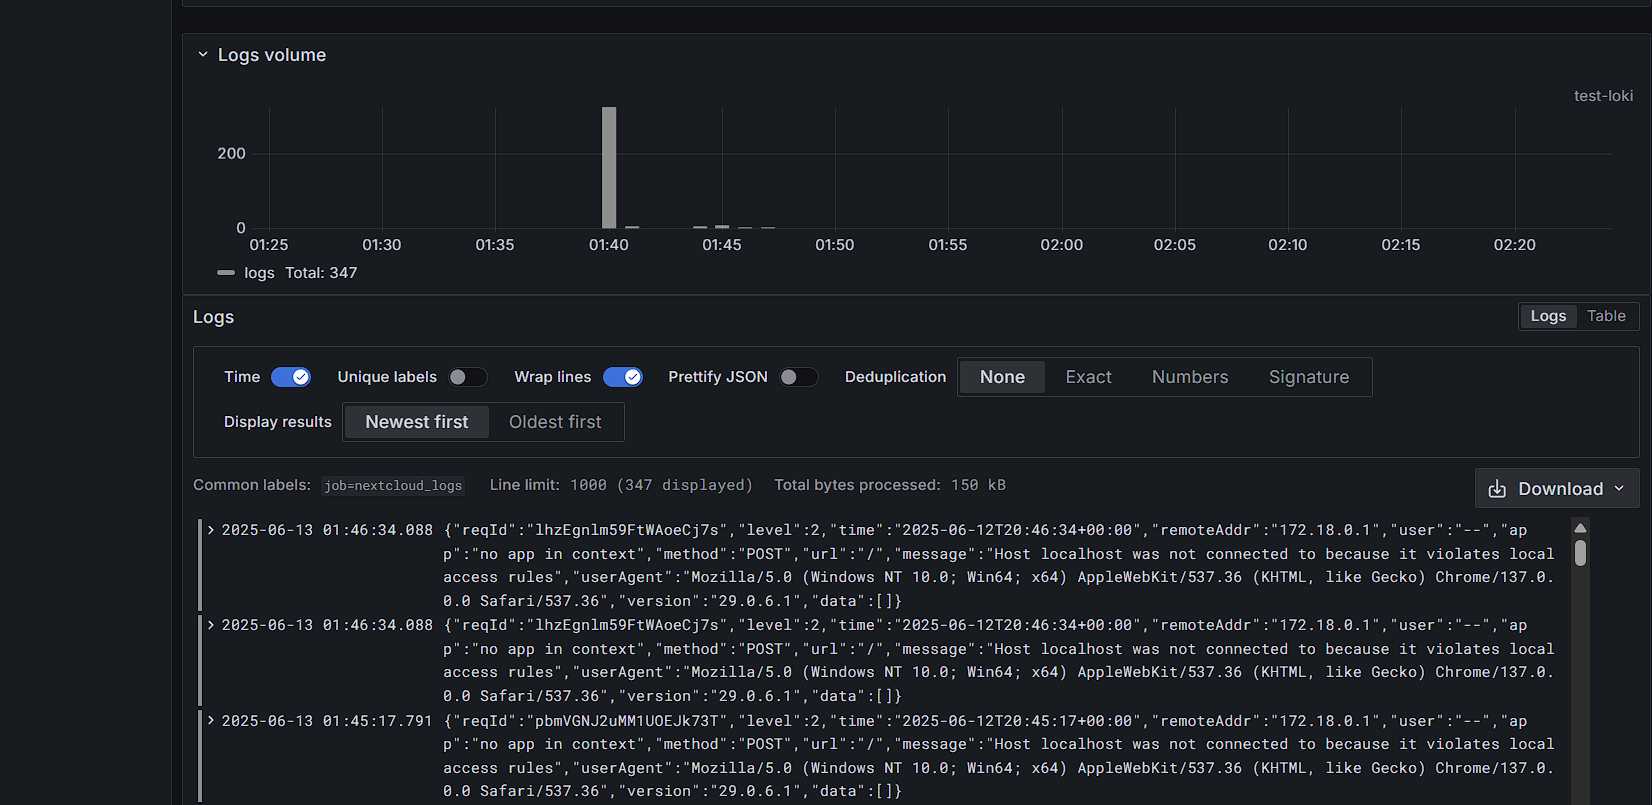 Logs volume
test-loki
200
0
01:25 01:30 01:35 01:40 01:45 01:50 01:55 02:00 02:05 02:10 02:15 02:20
logs Total: 347
Logs
Logs Table
Time Unique labels Wrap lines Prettify JSON Deduplication None Exact Numbers Signature
Display results Newest first Oldest first
Common labels: job=nextcloud_logs Line limit: 1000 (347 displayed) Total bytes processed: 150 kB
Download
2025-06-13 01:46:34.088 {"reqId":"lhzEgnlm59FtWAoeCj7s","level":2,"time":"2025-06-12T20:46:34+00:00","remoteAddr":"172.18.0.1","user":"--","ap
p":"no app in context","method":"POST","url":"/","message":"Host localhost was not connected to because it violates local
access rules","userAgent":"Mozilla/5.0 (Windows NT 10.0; Win64; x64) AppleWebKit/537.36 (KHTML, like Gecko) Chrome/137.0.
0.0 Safari/537.36","version":"29.0.6.1","data":[]}
2025-06-13 01:46:34.088 {"reqId":"lhzEgnlm59FtWAoeCj7s","level":2,"time":"2025-06-12T20:46:34+00:00","remoteAddr":"172.18.0.1","user":"--","ap
p":"no app in context","method":"POST","url":"/","message":"Host localhost was not connected to because it violates local
access rules","userAgent":"Mozilla/5.0 (Windows NT 10.0; Win64; x64) AppleWebKit/537.36 (KHTML, like Gecko) Chrome/137.0.
0.0 Safari/537.36","version":"29.0.6.1","data":[]}
2025-06-13 01:45:17.791 {"reqId":"pbmVGNJ2uMM1UOEJk73T","level":2,"time":"2025-06-12T20:45:17+00:00","remoteAddr":"172.18.0.1","user":"--","ap
p":"no app in context","method":"POST","url":"/","message":"Host localhost was not connected to because it violates local
access rules","userAgent":"Mozilla/5.0 (Windows NT 10.0; Win64; x64) AppleWebKit/537.36 (KHTML, like Gecko) Chrome/137.0.
0.0 Safari/537.36","version":"29.0.6.1","data":[]}